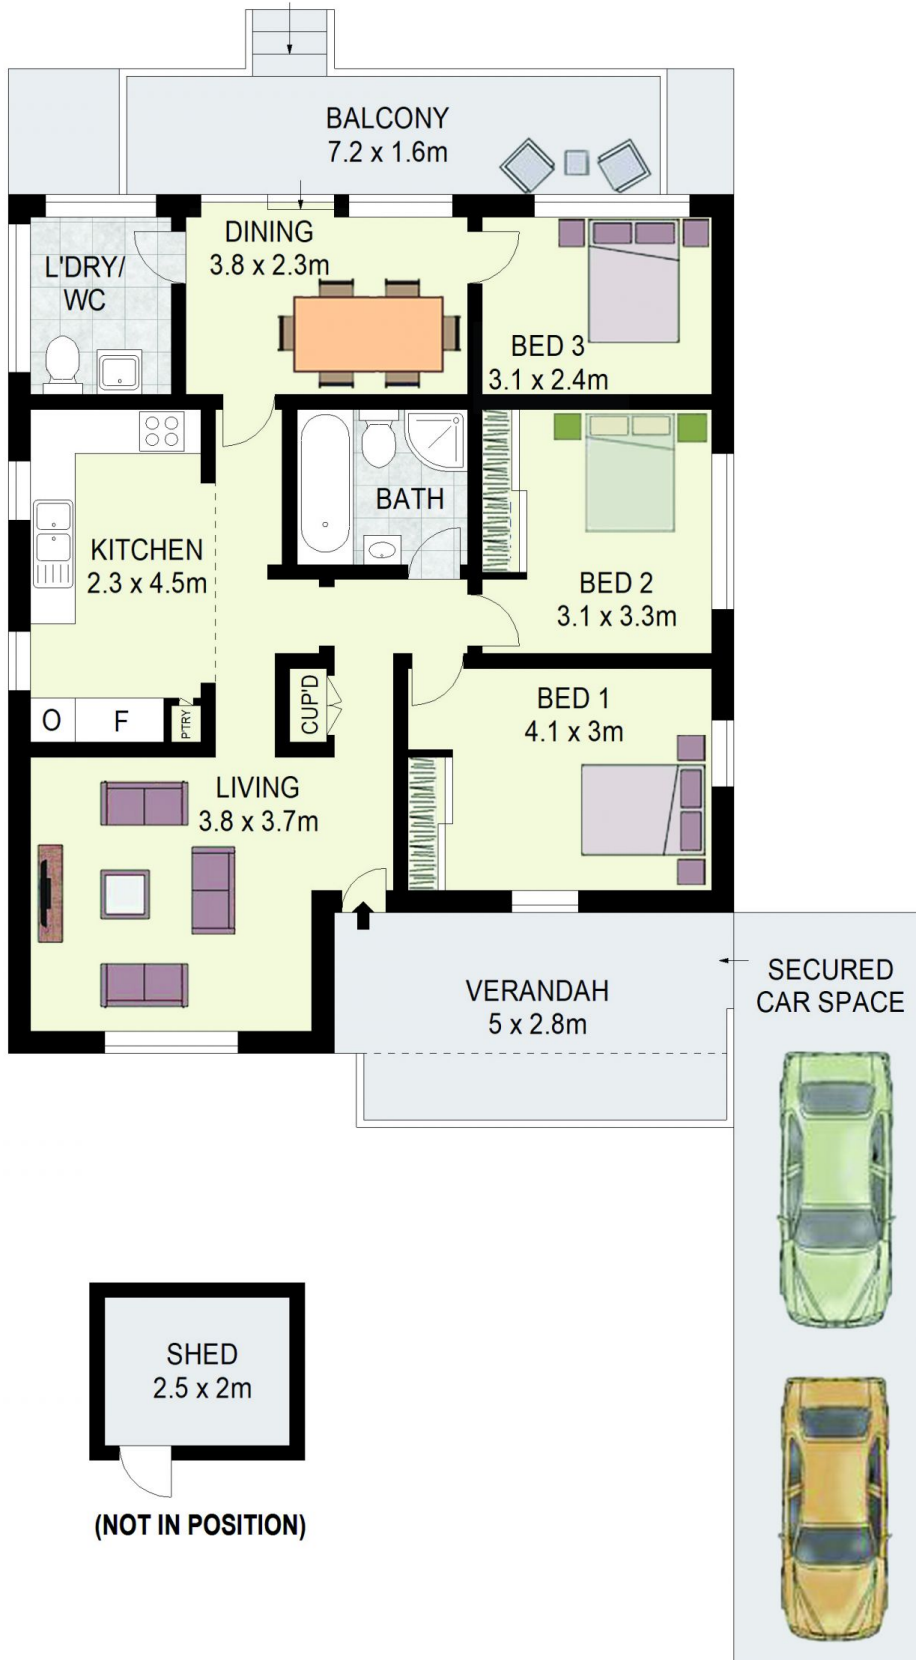 BALCONY
7.2 x 1.6m
DINING
3.8 x 2.3m
L'DRY/
WC
BED 3
3.1 x 2.4m
BATH
KITCHEN
2.3 x 4.5m
BED 2
3.1 x 3.3m
O
F
P'TRY
CUP'D
BED 1
4.1 x 3m
LIVING
3.8 x 3.7m
VERANDAH
5 x 2.8m
SECURED
CAR SPACE
SHED
2.5 x 2m
(NOT IN POSITION)